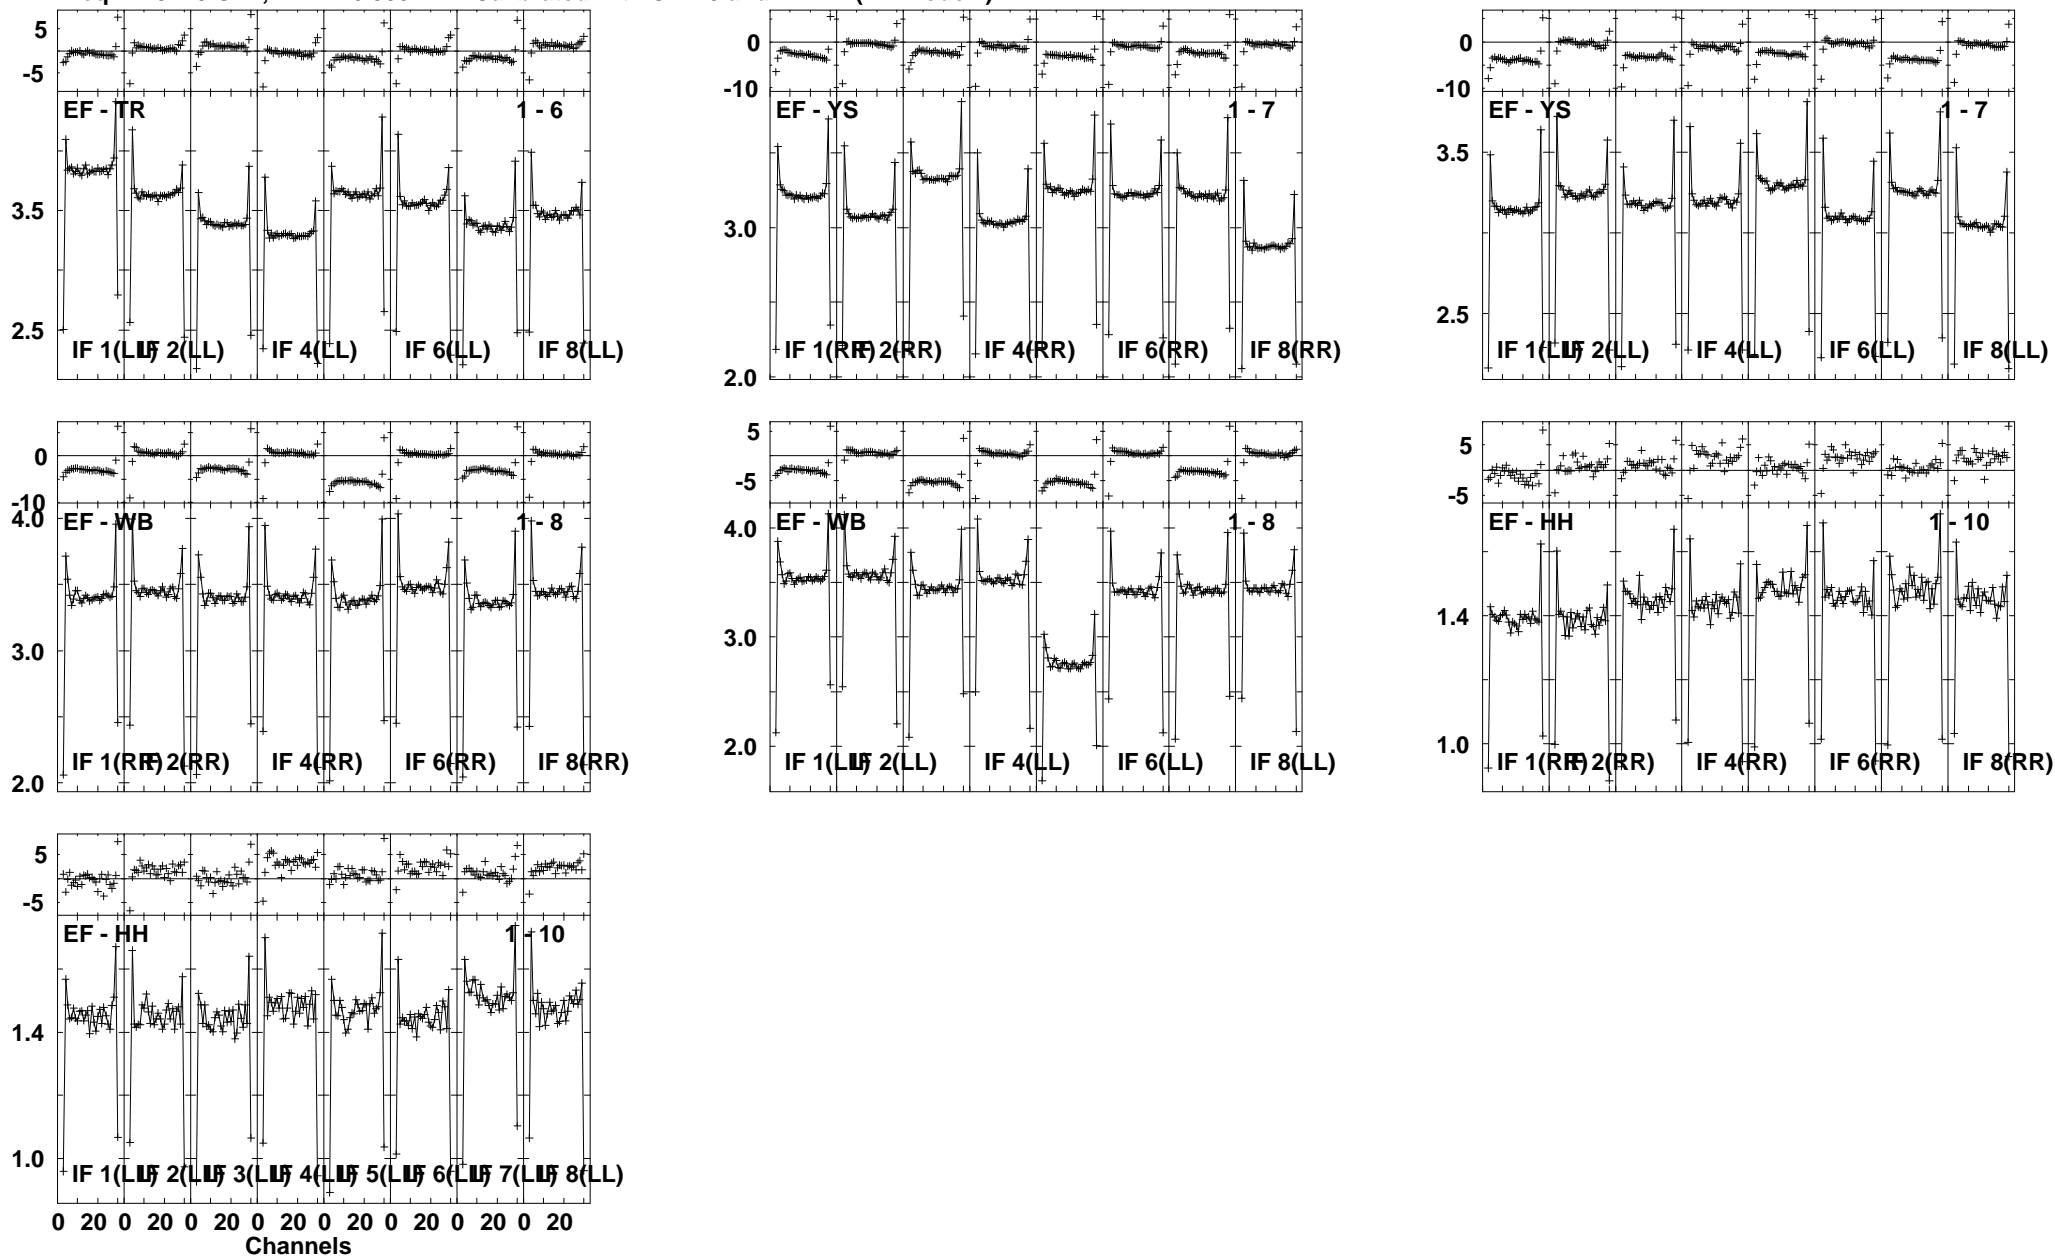 5
-5
EF - TR
1 - 6
3.5
2.5
IF 1(LL) IF 2(LL) IF 4(LL) IF 6(LL) IF 8(LL)
0
-10
EF - YS
1 - 7
3.0
2.0
IF 1(RR) IF 2(RR) IF 4(RR) IF 6(RR) IF 8(RR)
0
-10
EF - YS
1 - 7
3.5
2.5
IF 1(LL) IF 2(LL) IF 4(LL) IF 6(LL) IF 8(LL)
0
-10
EF - WB
1 - 8
4.0
3.0
2.0
IF 1(RR) IF 2(RR) IF 4(RR) IF 6(RR) IF 8(RR)
5
-5
EF - WB
1 - 8
4.0
3.0
2.0
IF 1(LL) IF 2(LL) IF 4(LL) IF 6(LL) IF 8(LL)
5
-5
EF - HH
1 - 10
1.4
1.0
IF 1(RR) IF 2(RR) IF 4(RR) IF 6(RR) IF 8(RR)
5
-5
EF - HH
1 - 10
1.4
1.0
IF 1(LL) IF 2(LL) IF 3(LL) IF 4(LL) IF 5(LL) IF 6(LL) IF 7(LL) IF 8(LL)
0 20 0 20 0 20 0 20 0 20 0 20 0 20 0 20
Channels